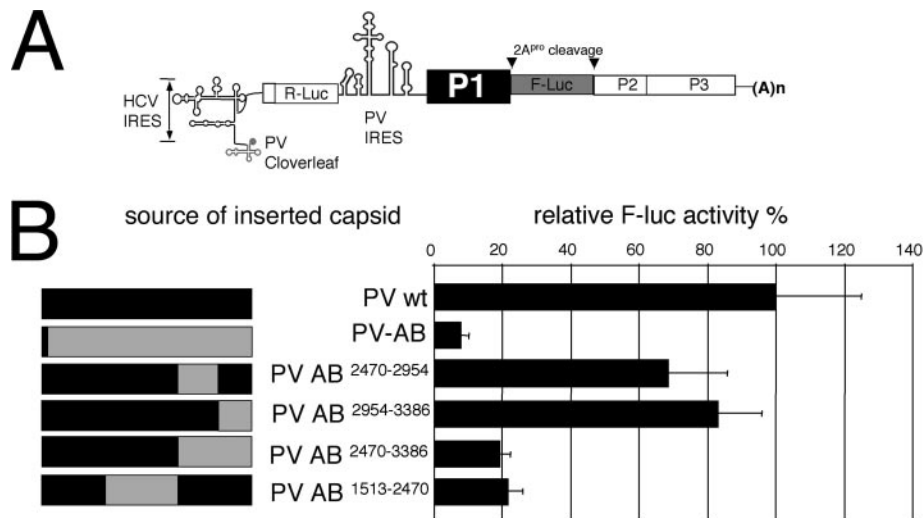 A
2Apro cleavage
HCV
IRES
R-Luc
PV
IRES
P1
F-Luc
P2
P3
(A)n
PV
Cloverleaf
B
source of inserted capsid
relative F-luc activity %
0 20 40 60 80 100 120 140
PV wt
PV-AB
PV AB 2470-2954
PV AB 2954-3386
PV AB 2470-3386
PV AB 1513-2470